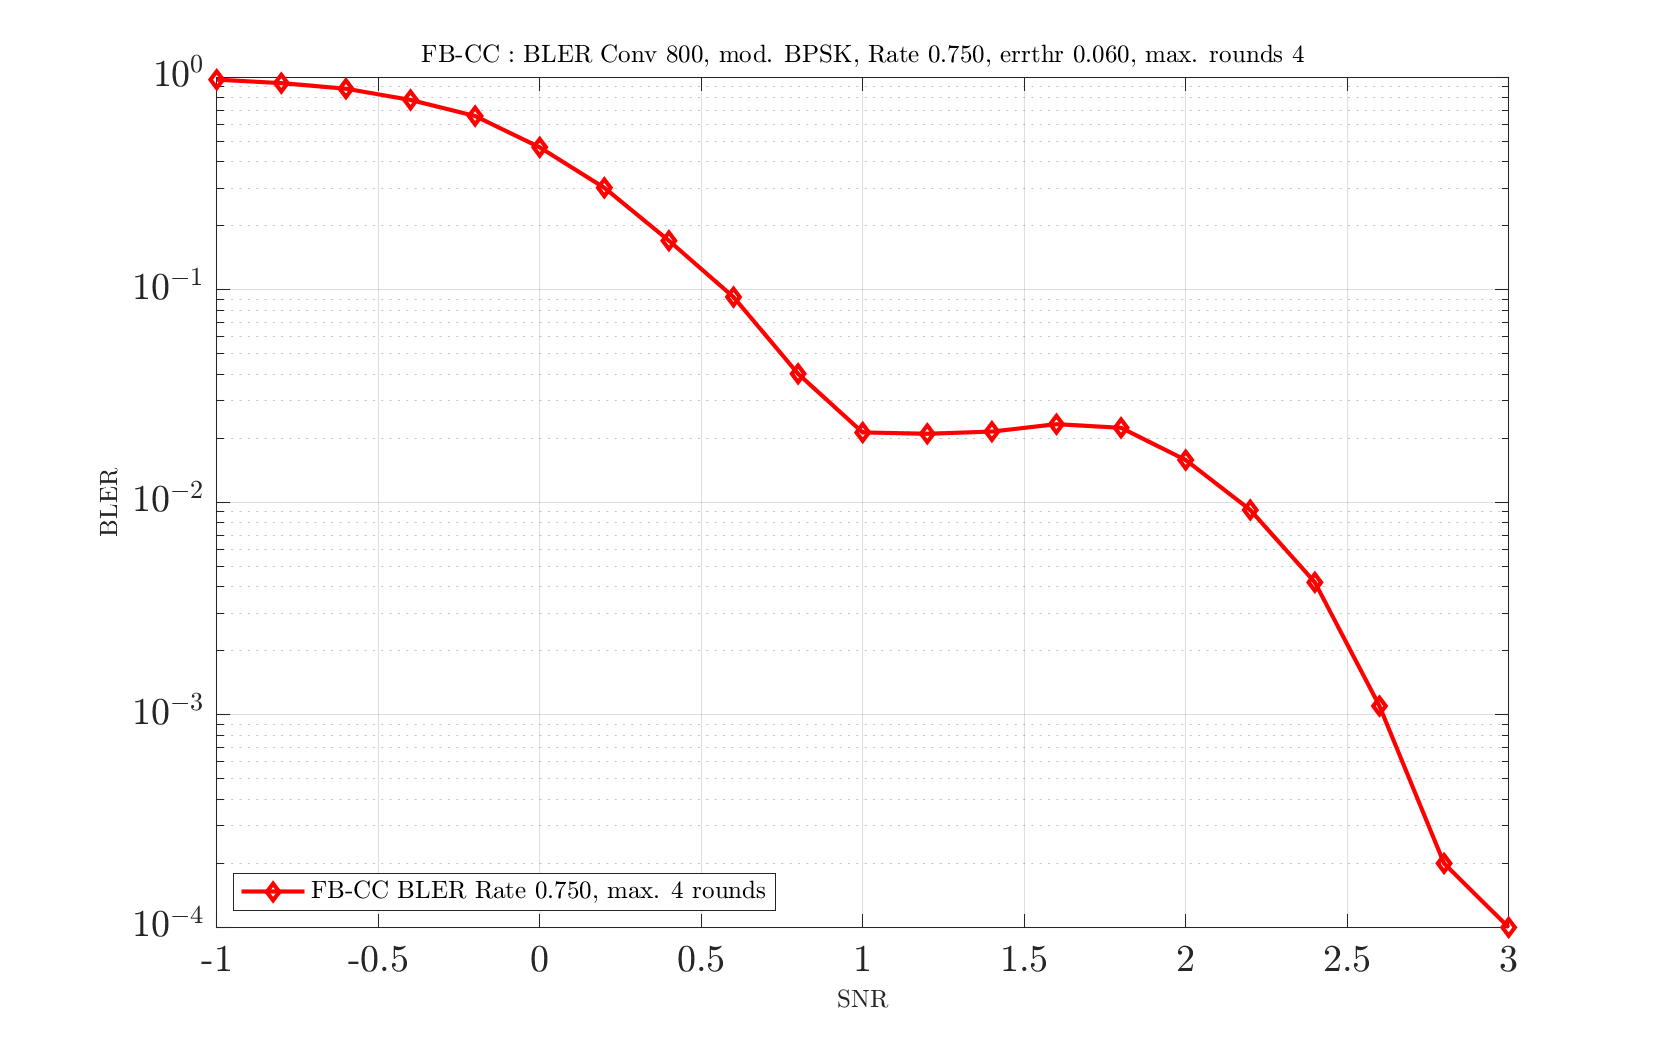 FB-CC : BLER Conv 800, mod. BPSK, Rate 0.750, errthr 0.060, max. rounds 4
10^0
10^-1
10^-2
10^-3
10^-4
BLER
FB-CC BLER Rate 0.750, max. 4 rounds
-1 -0.5 0 0.5 1 1.5 2 2.5 3
SNR